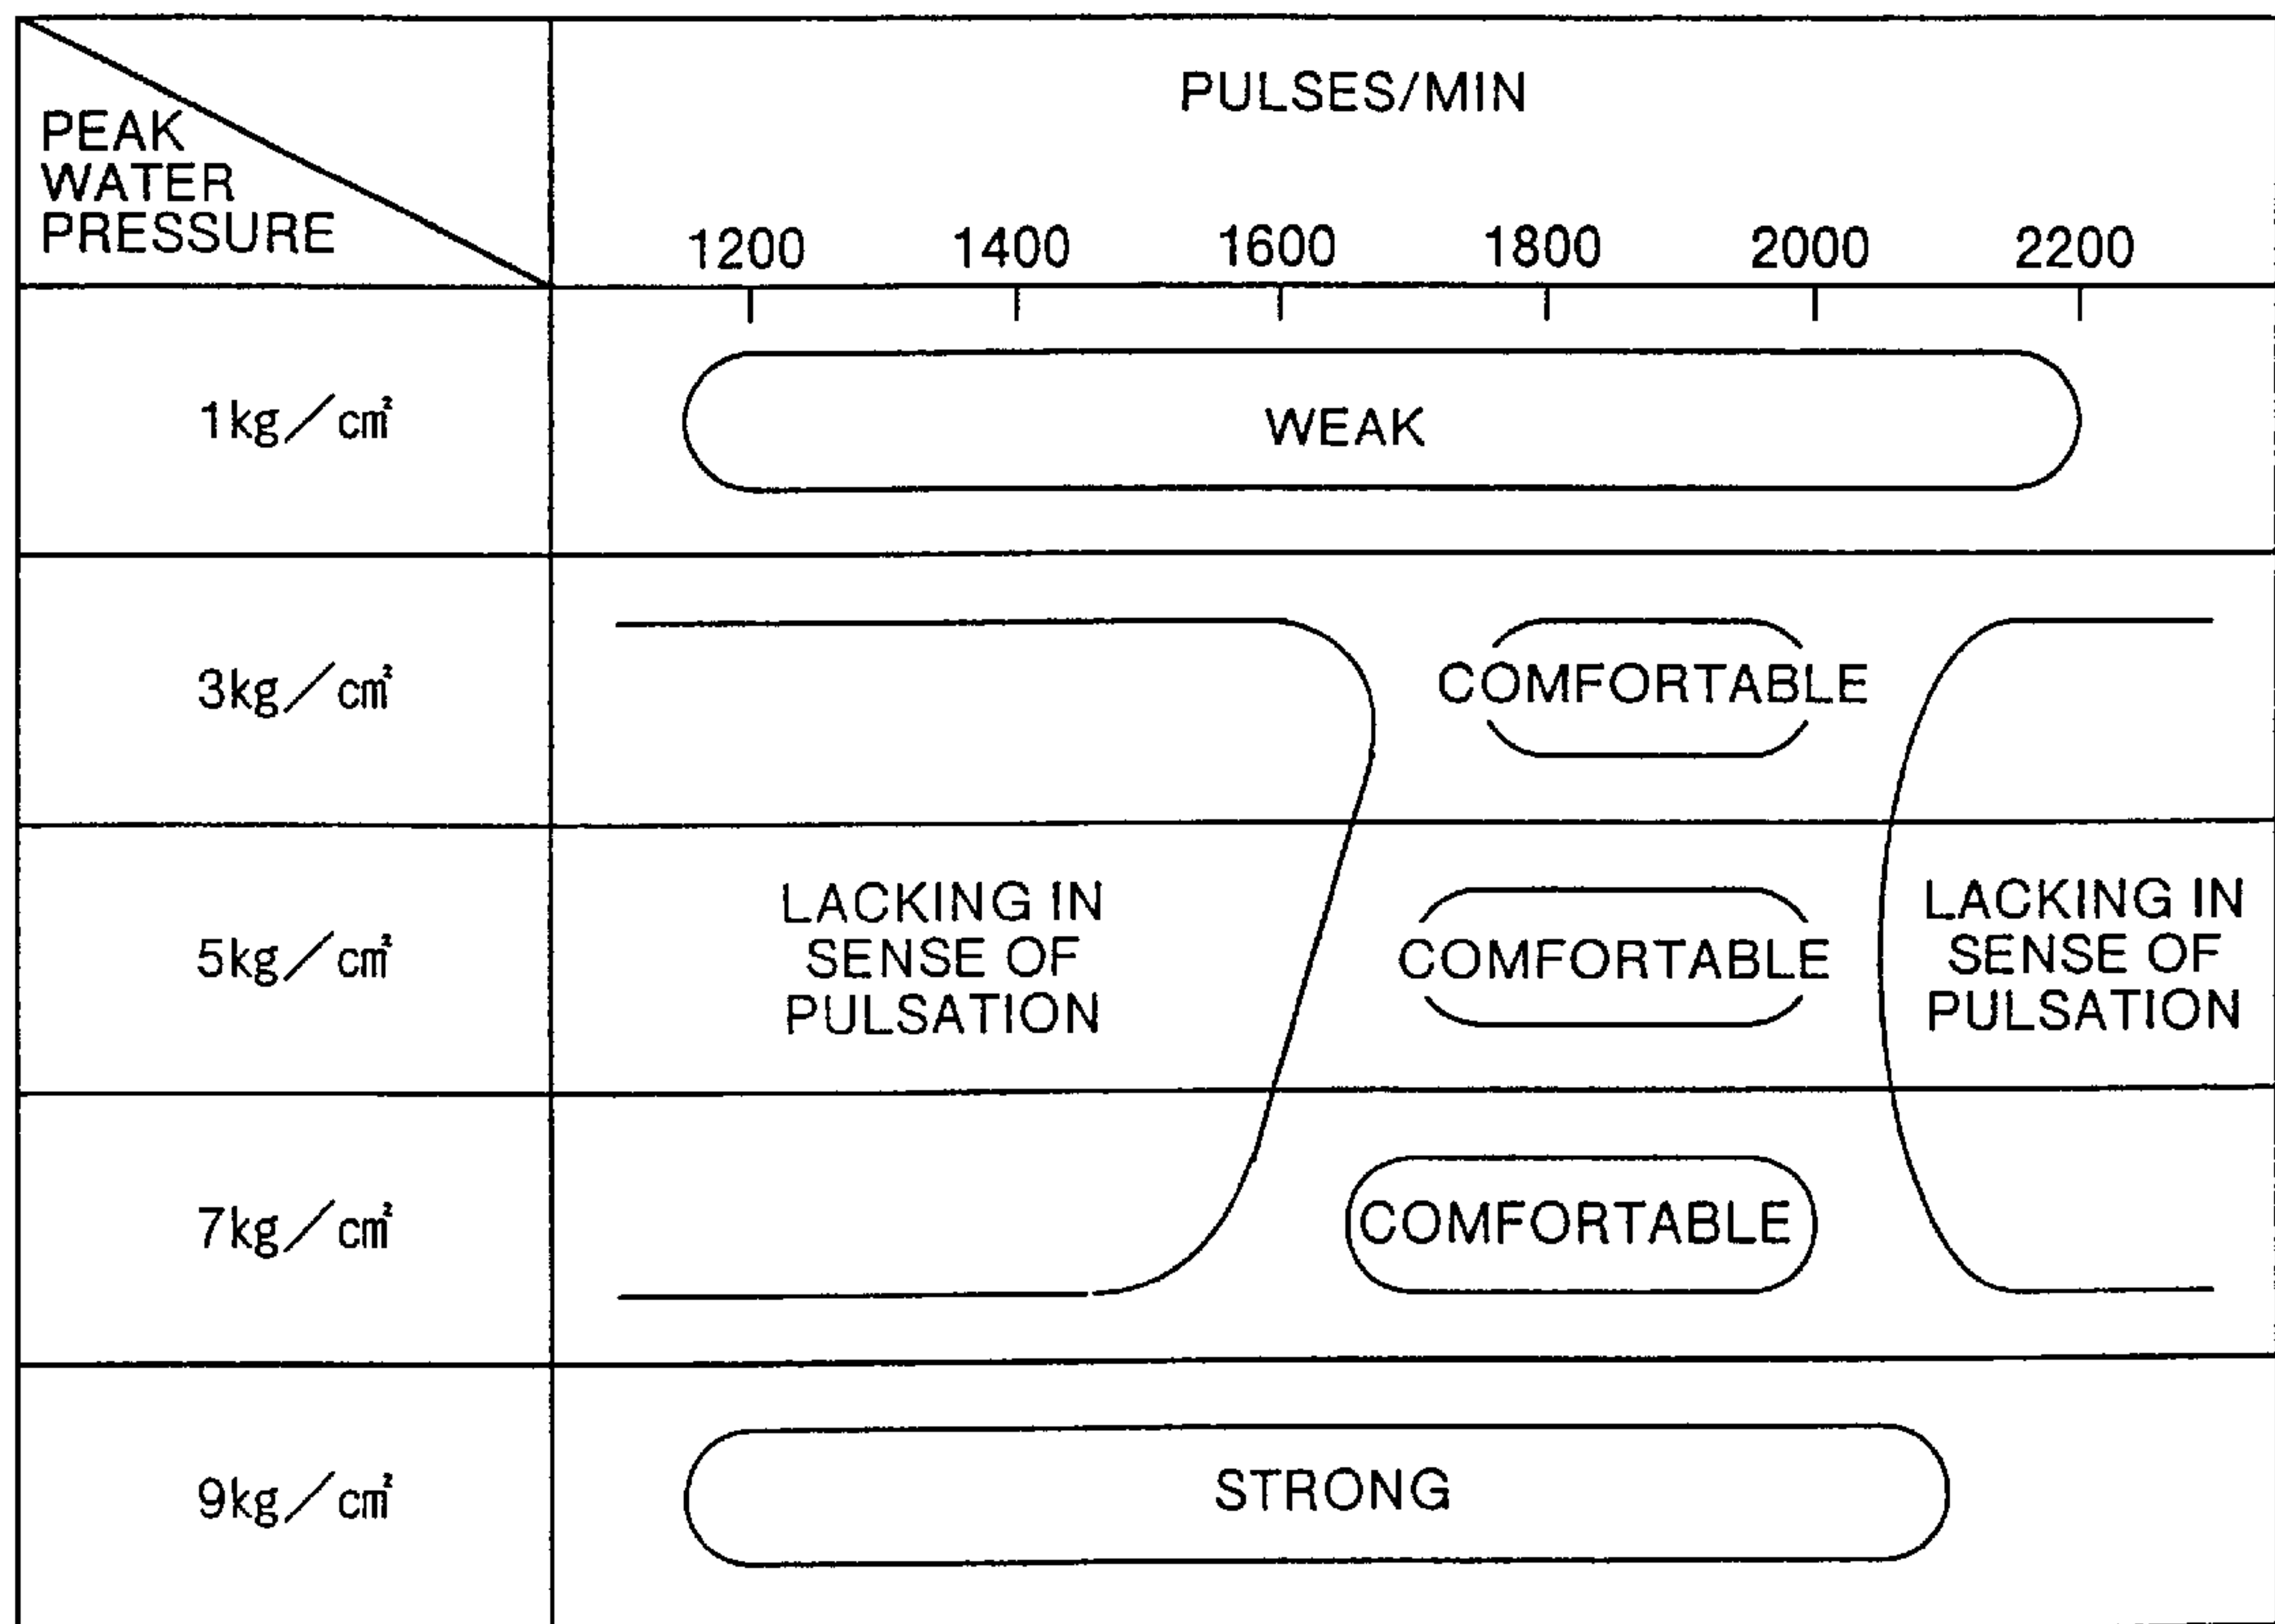 PULSES/MIN
PEAK
WATER
PRESSURE
1200 1400 1600 1800 2000 2200
1kg/cm²
WEAK
3kg/cm²
COMFORTABLE
5kg/cm²
LACKING IN
SENSE OF
PULSATION
COMFORTABLE
LACKING IN
SENSE OF
PULSATION
7kg/cm²
COMFORTABLE
9kg/cm²
STRONG